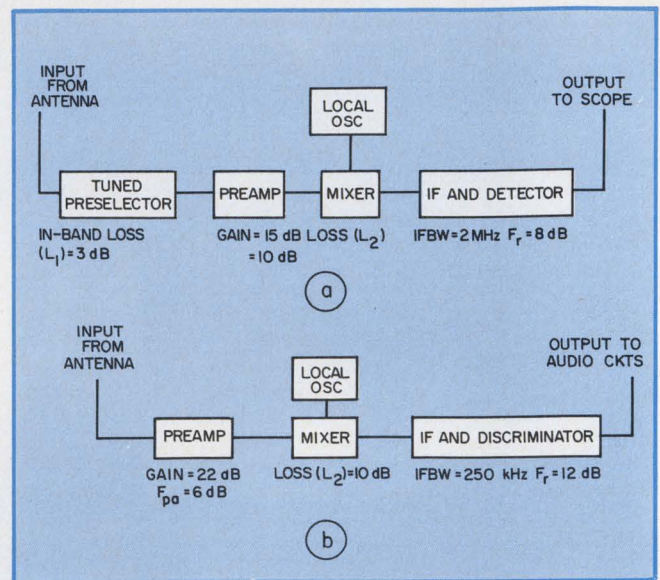 INPUT
FROM
ANTENNA
LOCAL
OSC
OUTPUT
TO SCOPE
TUNED
PRESELECTOR
PREAMP
MIXER
IF AND DETECTOR
IN-BAND LOSS
(L₁)=3 dB
GAIN = 15 dB
LOSS (L₂)
=10 dB
IFBW=2 MHz Fᵣ=8 dB
a
INPUT
FROM
ANTENNA
LOCAL
OSC
OUTPUT TO
AUDIO CKTS
PREAMP
MIXER
IF AND DISCRIMINATOR
GAIN = 22 dB
Fₚₐ=6 dB
LOSS(L₂)=10 dB
IFBW=250 kHz Fᵣ=12 dB
b